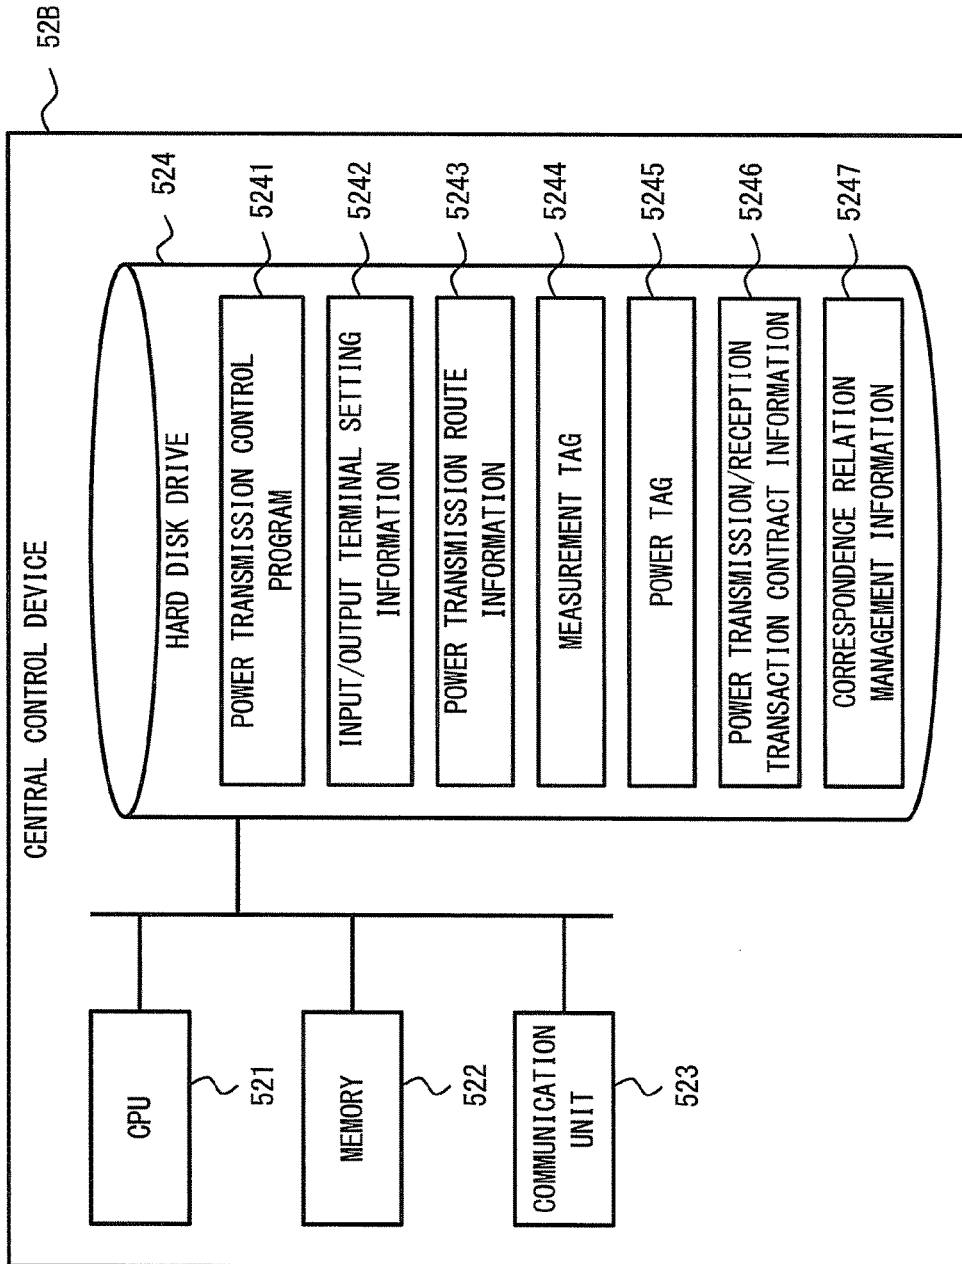 52B
CENTRAL CONTROL DEVICE
CPU
521
MEMORY
522
COMMUNICATION
UNIT
523
524
HARD DISK DRIVE
POWER TRANSMISSION CONTROL
PROGRAM
5241
INPUT/OUTPUT TERMINAL SETTING
INFORMATION
5242
POWER TRANSMISSION ROUTE
INFORMATION
5243
MEASUREMENT TAG
5244
POWER TAG
5245
POWER TRANSMISSION/RECEPTION
TRANSACTION CONTRACT INFORMATION
5246
CORRESPONDENCE RELATION
MANAGEMENT INFORMATION
5247